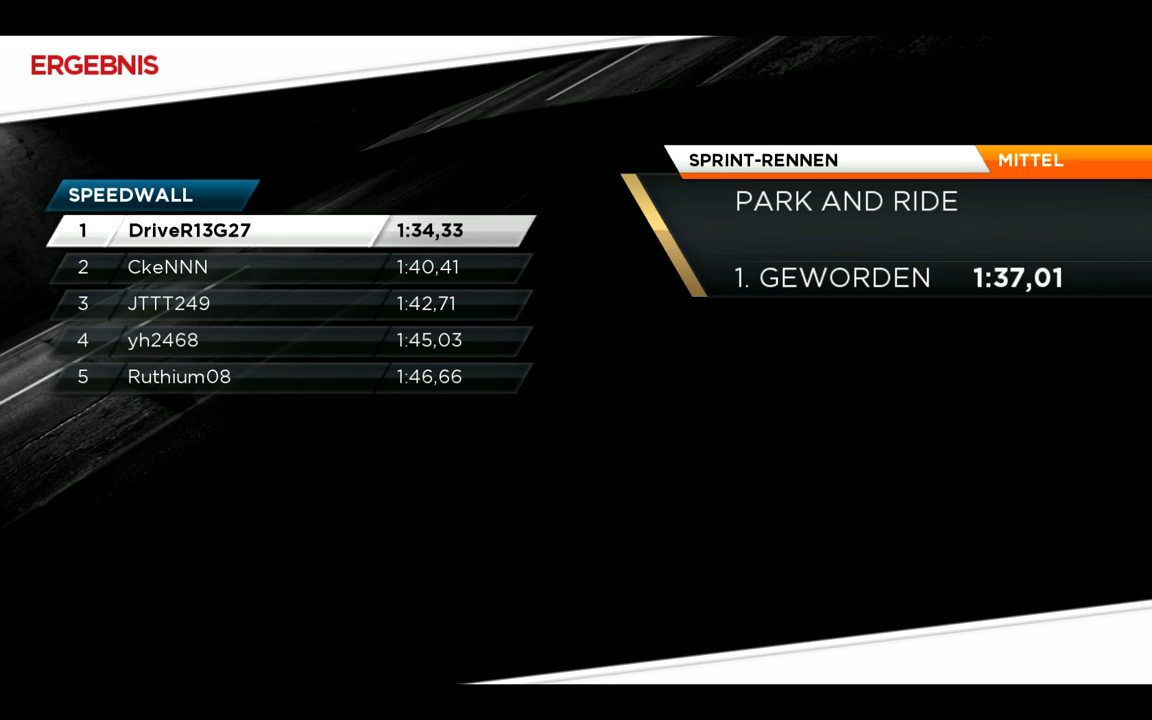 ERGEBNIS
SPEEDWALL
1 DriveR13G27 1:34,33
2 CkeNNN 1:40,41
3 JTTT249 1:42,71
4 yh2468 1:45,03
5 Ruthium08 1:46,66
SPRINT-RENNEN MITTEL
PARK AND RIDE
1. GEWORDEN 1:37,01